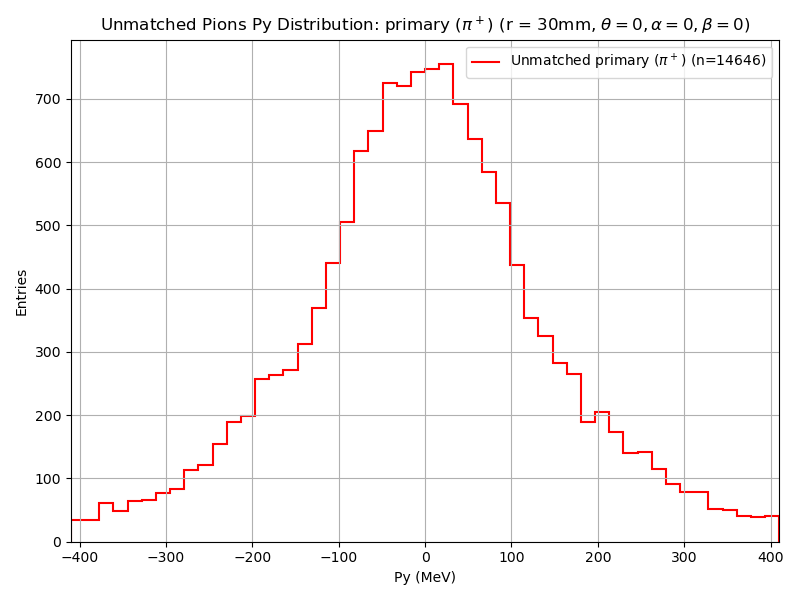 Unmatched Pions Py Distribution: primary (π⁺) (r = 30mm, θ = 0, α = 0, β = 0)
Unmatched primary (π⁺) (n=14646)
Entries
700
600
500
400
300
200
100
0
−400 −300 −200 −100 0 100 200 300 400
Py (MeV)